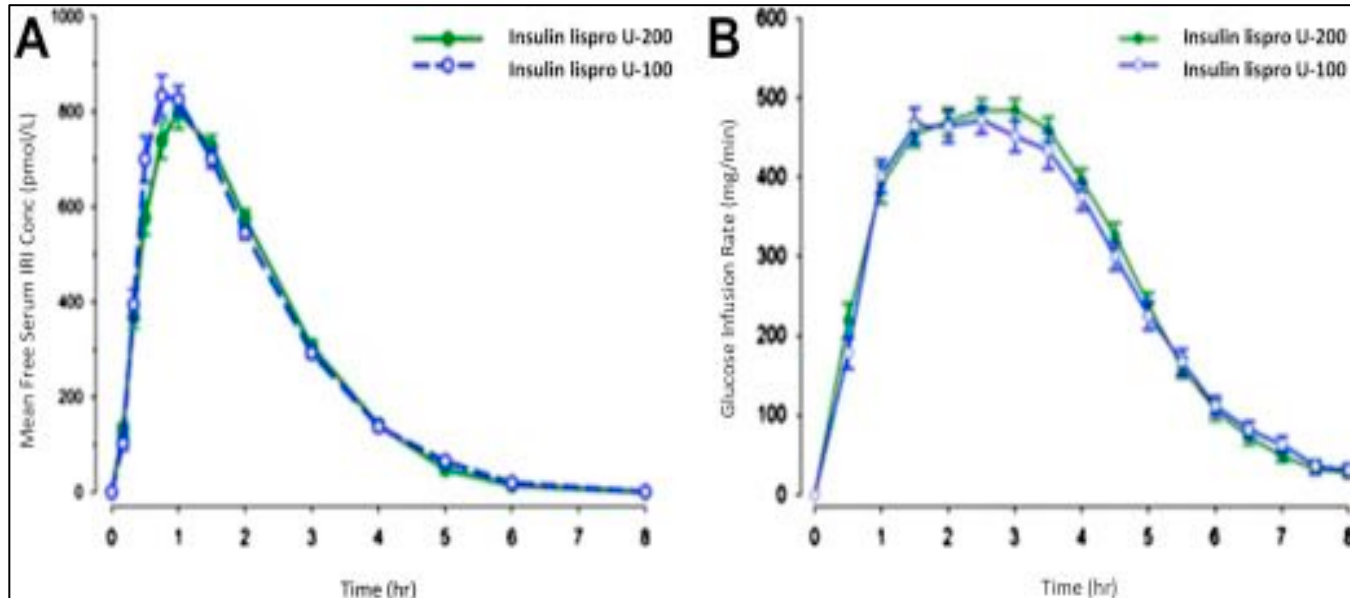 A
Insulin lispro U-200
Insulin lispro U-100
Mean Free Serum IRI Conc (pmol/L)
1000
800
600
400
200
0
0 1 2 3 4 5 6 7 8
Time (hr)
B
Insulin lispro U-200
Insulin lispro U-100
Glucose Infusion Rate (mg/min)
600
500
400
300
200
100
0
0 1 2 3 4 5 6 7 8
Time (hr)